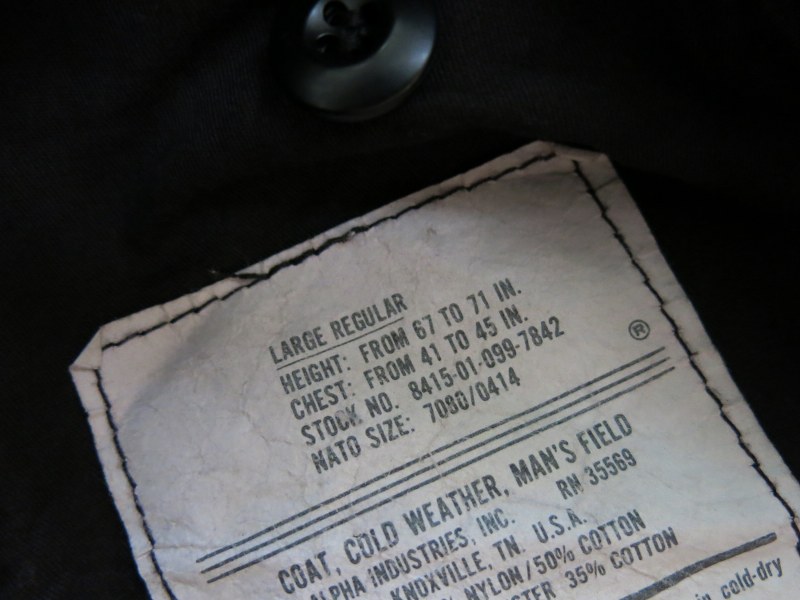 LARGE REGULAR
HEIGHT: FROM 67 TO 71 IN.
CHEST: FROM 41 TO 45 IN.
STOCK NO. 8415-01-099-7842
NATO SIZE: 7080/0414
®
COAT, COLD WEATHER, MAN'S FIELD
ALPHA INDUSTRIES, INC. RN 35569
KNOXVILLE, TN. U.S.A.
NYLON/50% COTTON
35% COTTON
in cold-dry